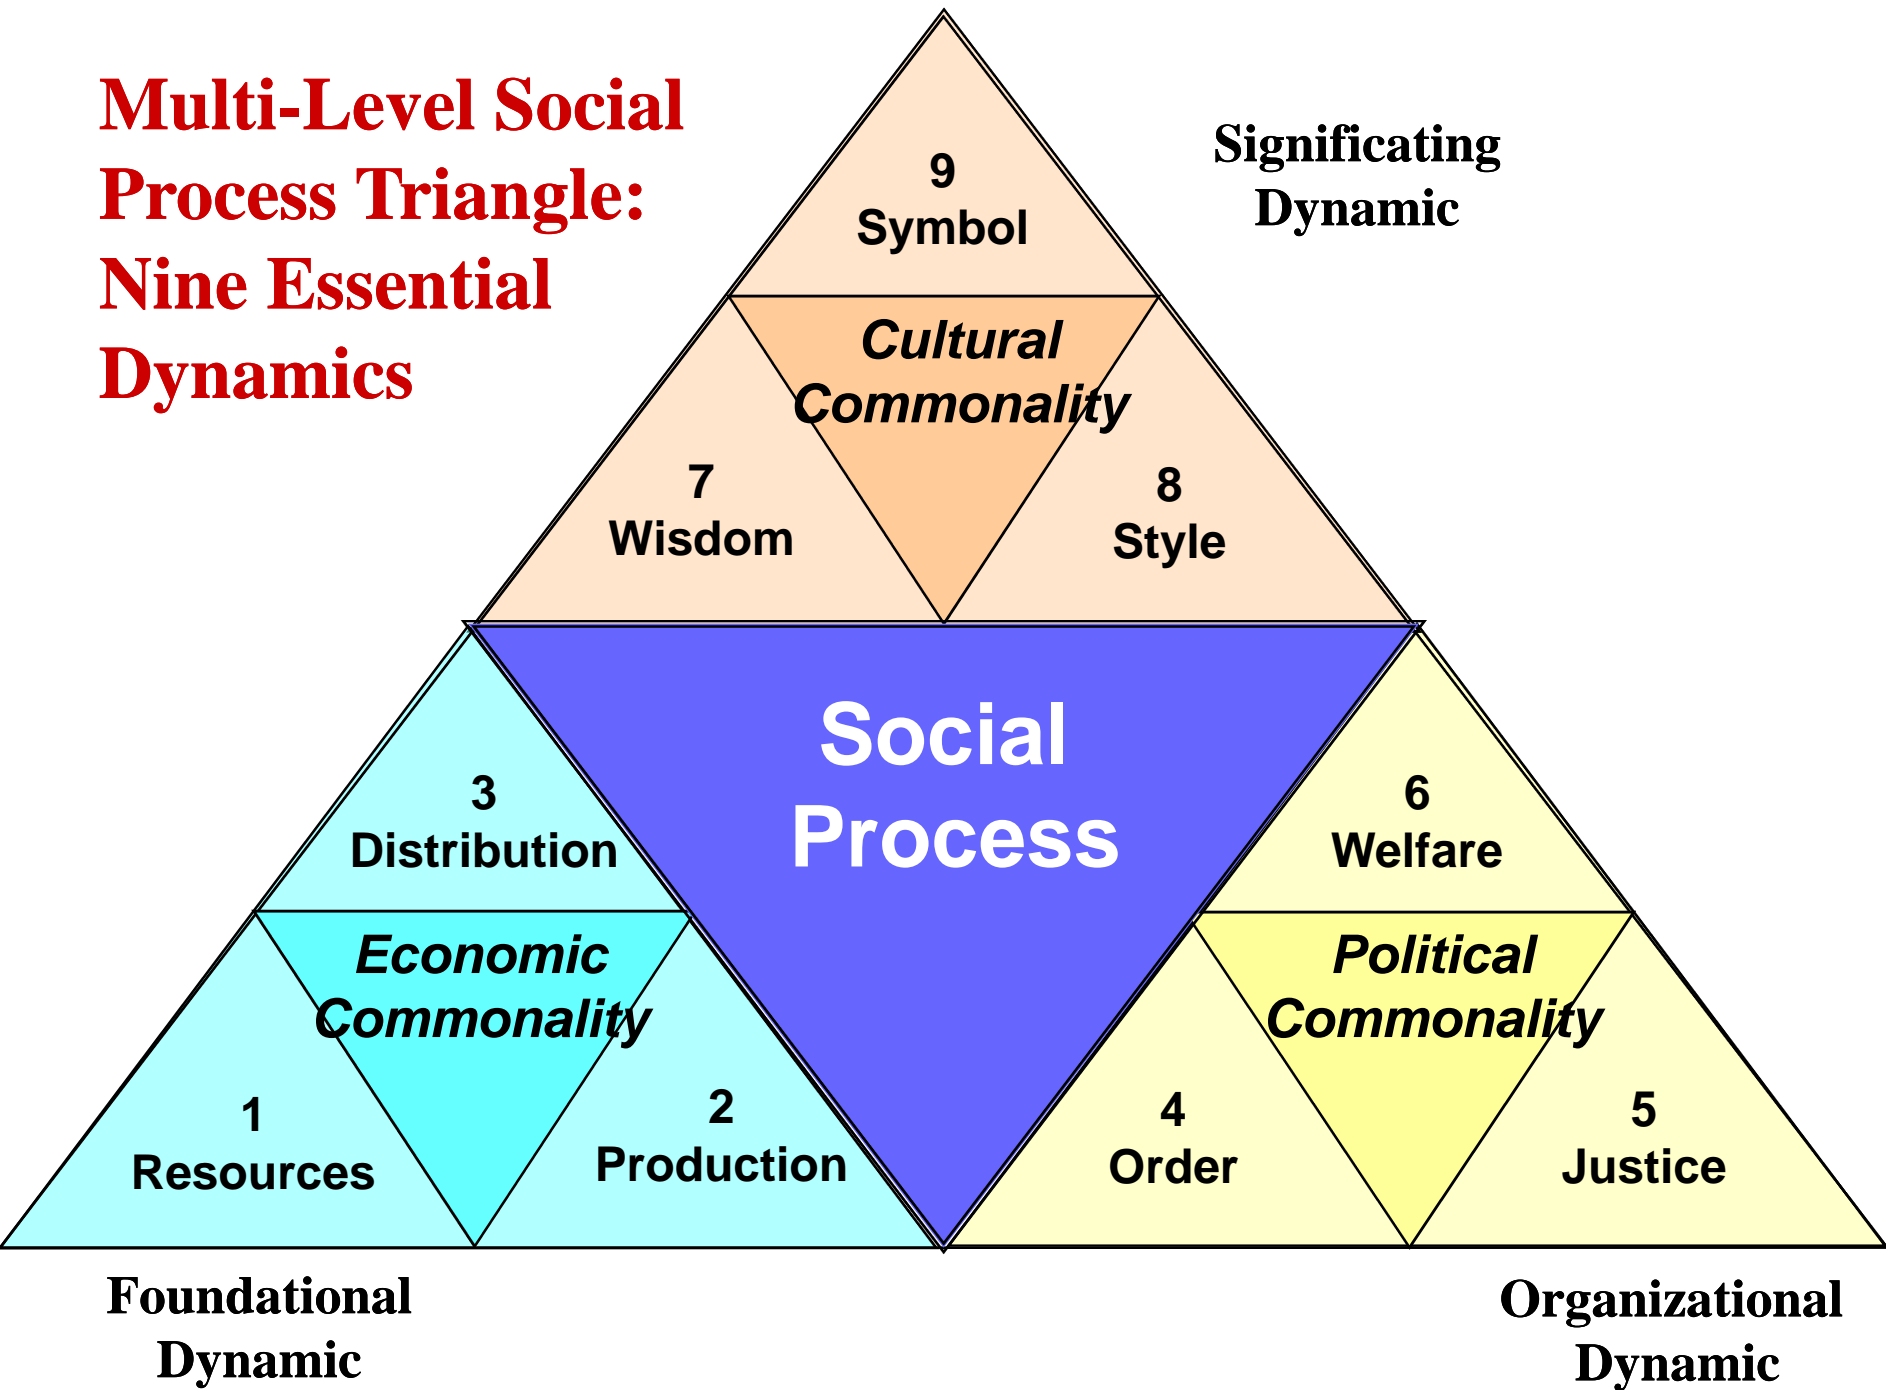 Multi-Level Social
Process Triangle:
Nine Essential
Dynamics
Significating
Dynamic
9
Symbol
Cultural
Commonality
7
Wisdom
8
Style
Social
Process
3
Distribution
Economic
Commonality
1
Resources
2
Production
6
Welfare
Political
Commonality
4
Order
5
Justice
Foundational
Dynamic
Organizational
Dynamic